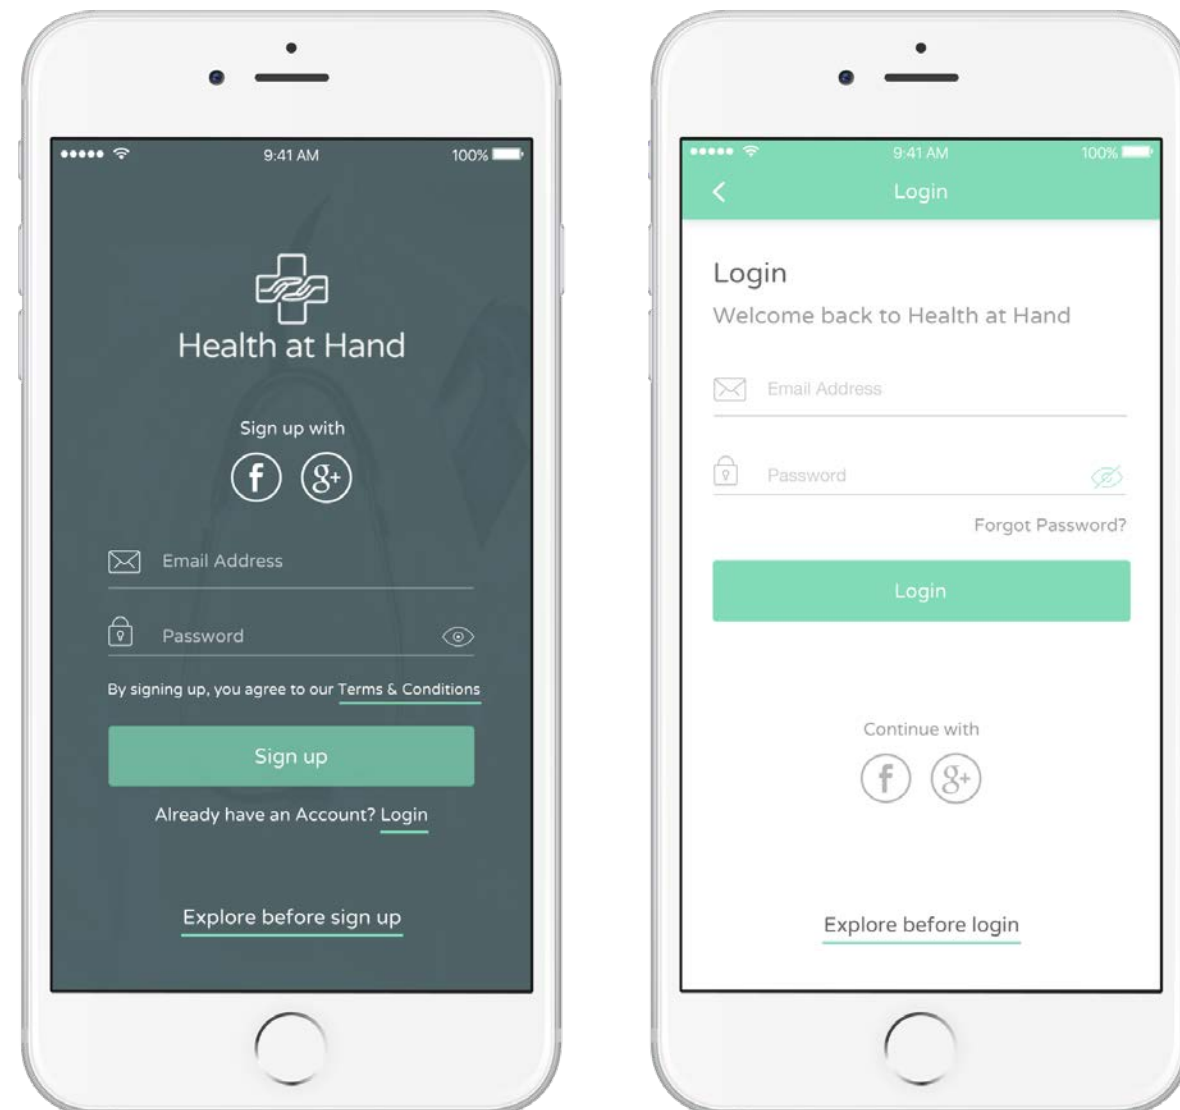 9:41 AM 100%
Health at Hand
Sign up with
f g+
Email Address
Password
By signing up, you agree to our Terms & Conditions
Sign up
Already have an Account? Login
Explore before sign up
9:41 AM 100%
Login
Login
Welcome back to Health at Hand
Email Address
Password
Forgot Password?
Login
Continue with
f g+
Explore before login